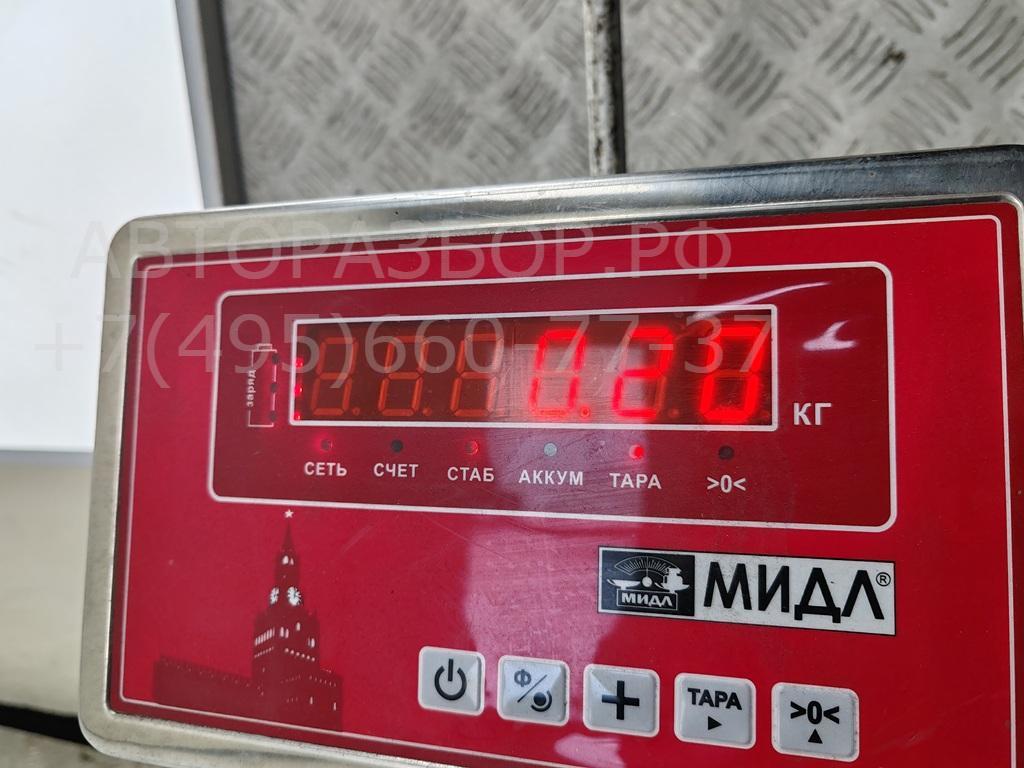 АВТОРАЗБОР.РФ
+7(495)660-77-37
заряд
0.20
КГ
СЕТЬ СЧЕТ СТАБ АККУМ ТАРА >0<
МИДЛ МИДЛ®
Ф
+ ТАРА >0<